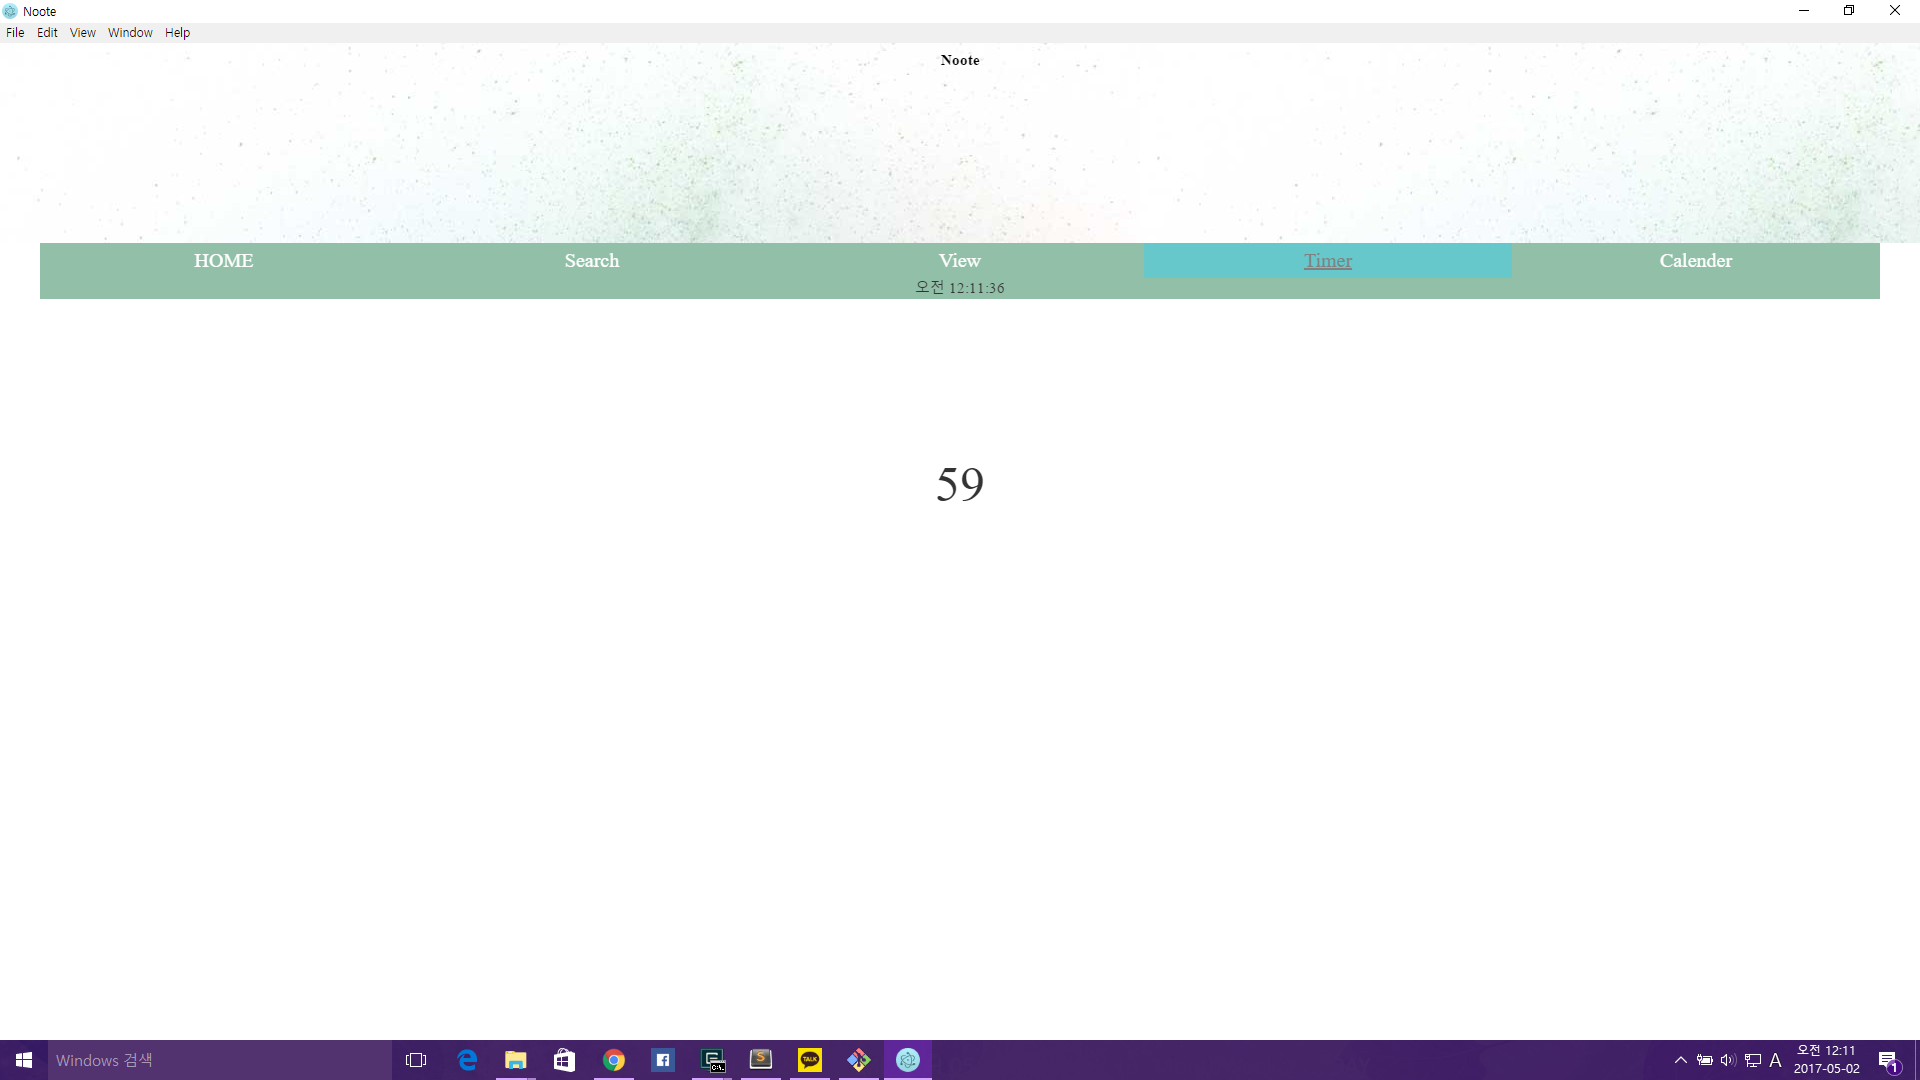 Noote
File Edit View Window Help
Noote
HOME Search View Timer Calender
오전 12:11:36
59
Windows 검색
C:\.
S
TALK
A
오전 12:11
2017-05-02
1